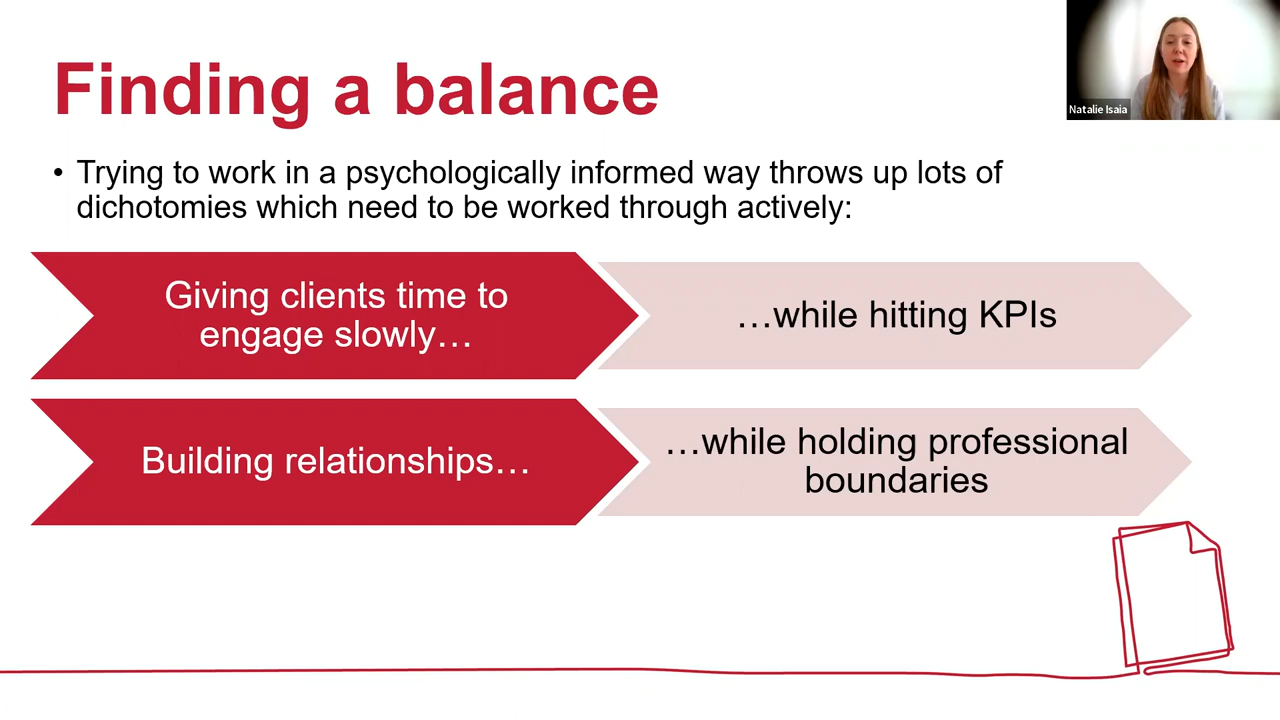 Finding a balance
Natalie Isaia
• Trying to work in a psychologically informed way throws up lots of
dichotomies which need to be worked through actively:
Giving clients time to
engage slowly…
…while hitting KPIs
Building relationships…
…while holding professional
boundaries